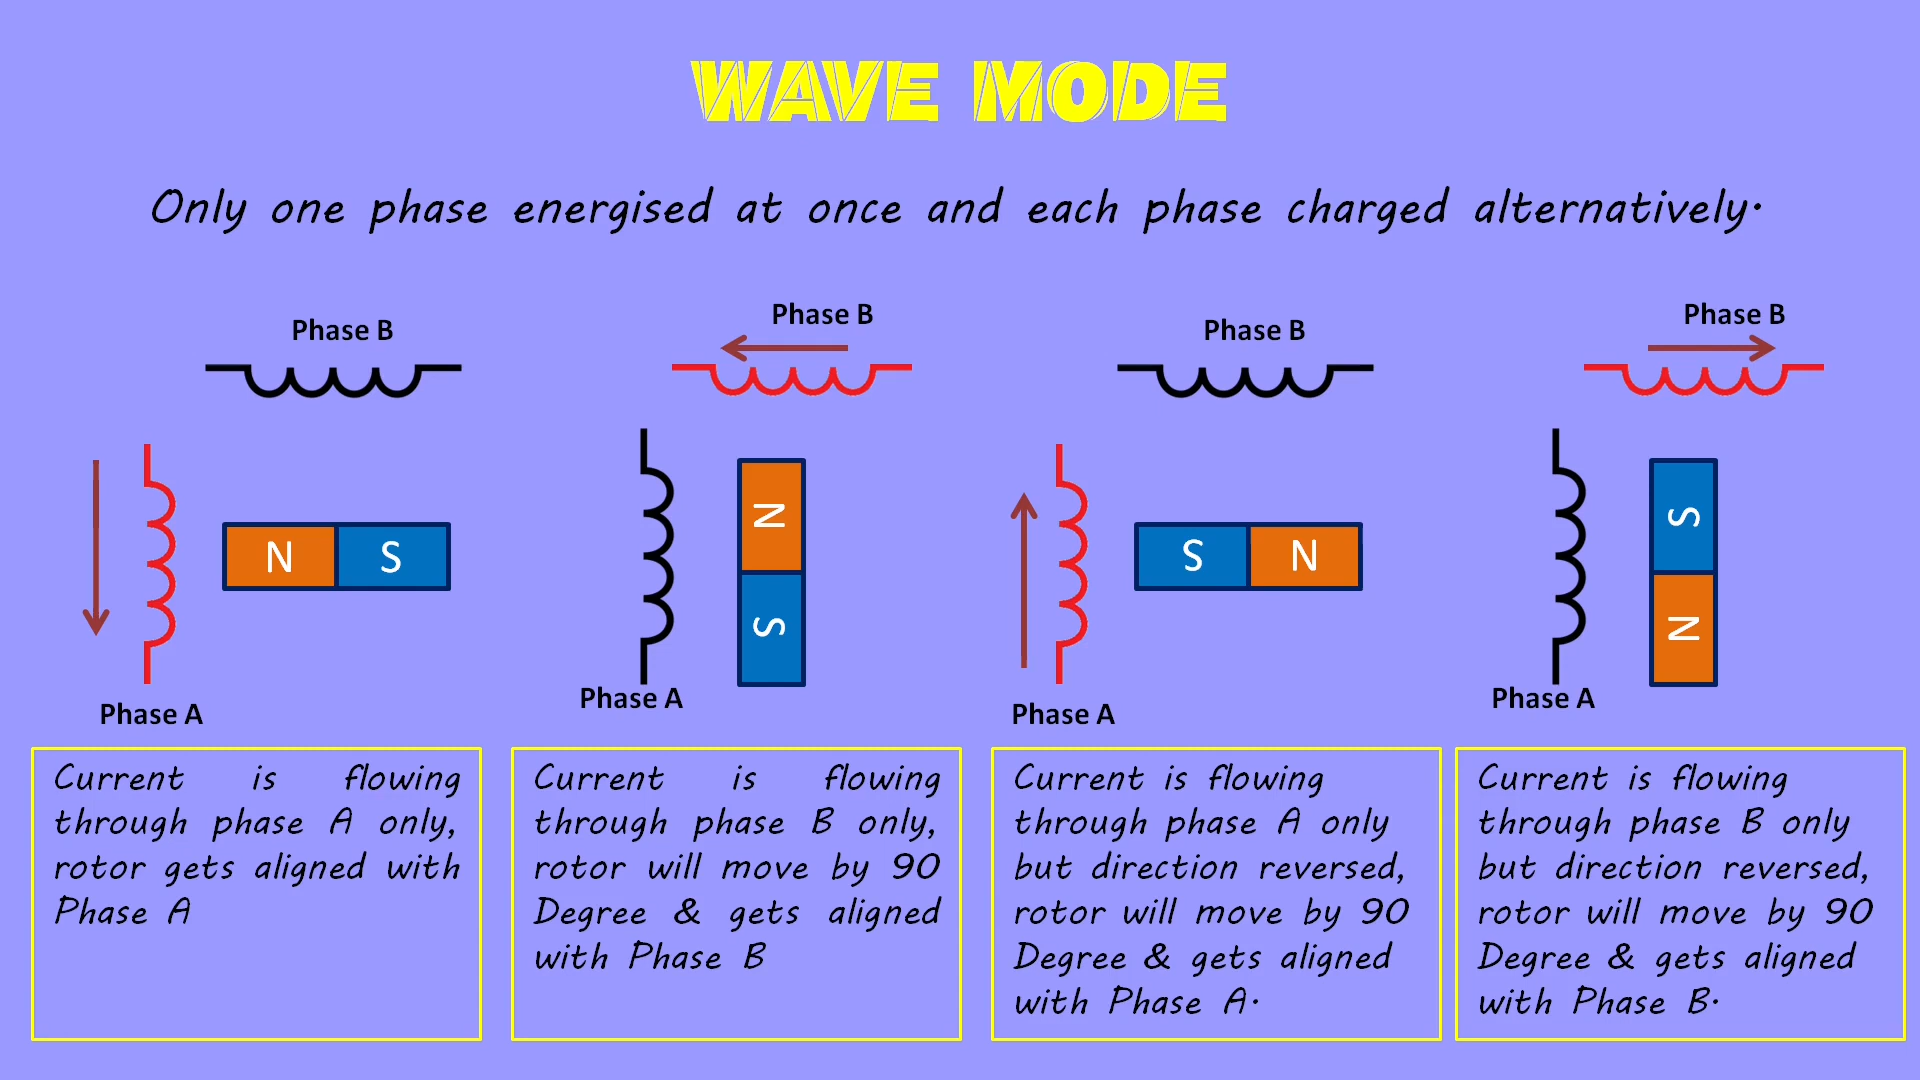 WAVE MODE
Only one phase energised at once and each phase charged alternatively.
Phase B
N S
Phase A
Phase B
N
S
Phase A
Phase B
S N
Phase A
Phase B
S
N
Phase A
Current is flowing
through phase A only,
rotor gets aligned with
Phase A
Current is flowing
through phase B only,
rotor will move by 90
Degree & gets aligned
with Phase B
Current is flowing
through phase A only
but direction reversed,
rotor will move by 90
Degree & gets aligned
with Phase A.
Current is flowing
through phase B only
but direction reversed,
rotor will move by 90
Degree & gets aligned
with Phase B.